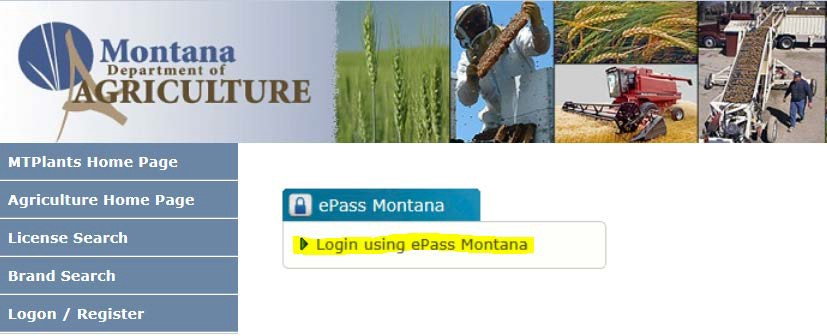 Montana
Department of
AGRICULTURE
MTPlants Home Page
Agriculture Home Page
License Search
Brand Search
Logon / Register
ePass Montana
Login using ePass Montana